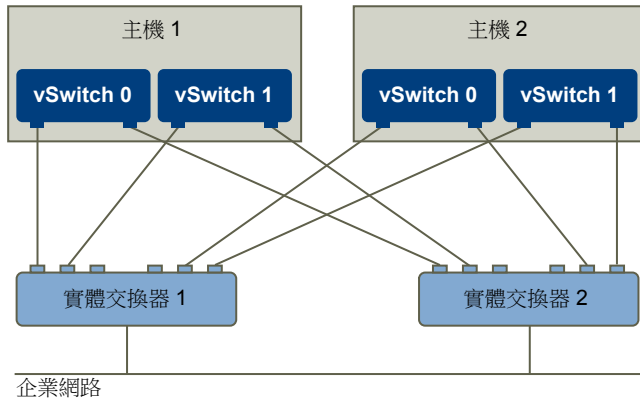 主機 1
主機 2
vSwitch 0
vSwitch 1
vSwitch 0
vSwitch 1
實體交換器 1
實體交換器 2
企業網路